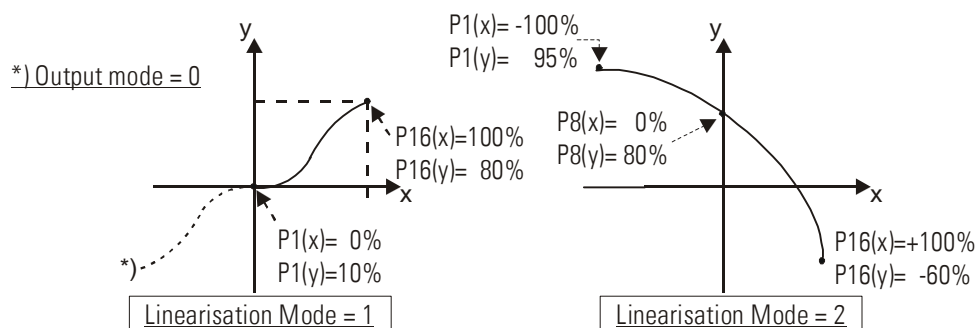 y
*) Output mode = 0
P16(x)=100%
P16(y)= 80%
x
P1(x)= 0%
P1(y)=10%
*)
Linearisation Mode = 1
P1(x)= -100%
P1(y)= 95%
y
P8(x)= 0%
P8(y)= 80%
x
P16(x)=+100%
P16(y)= -60%
Linearisation Mode = 2